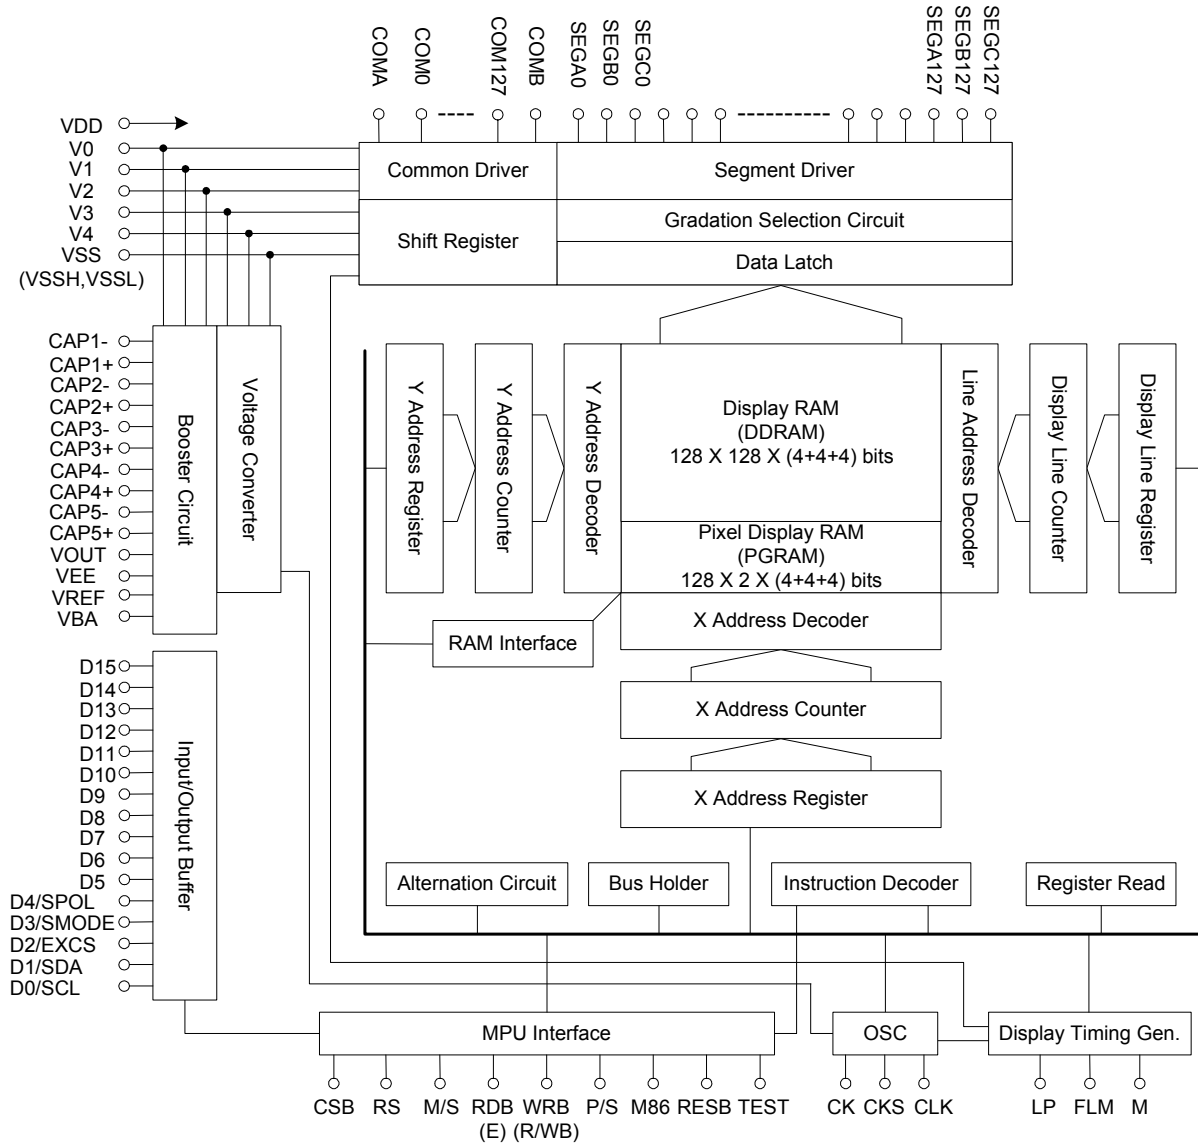 COMA
COM0
COM127
COMB
SEGA0
SEGB0
SEGC0
SEGA127
SEGB127
SEGC127
VDD
V0
V1
V2
V3
V4
VSS
(VSSH,VSSL)
Common Driver
Segment Driver
Shift Register
Gradation Selection Circuit
Data Latch
CAP1-
CAP1+
CAP2-
CAP2+
CAP3-
CAP3+
CAP4-
CAP4+
CAP5-
CAP5+
VOUT
VEE
VREF
VBA
Booster Circuit
Voltage Converter
Y Address Register
Y Address Counter
Y Address Decoder
Display RAM
(DDRAM)
128 X 128 X (4+4+4) bits
Pixel Display RAM
(PGRAM)
128 X 2 X (4+4+4) bits
Line Address Decoder
Display Line Counter
Display Line Register
RAM Interface
X Address Decoder
X Address Counter
X Address Register
D15
D14
D13
D12
D11
D10
D9
D8
D7
D6
D5
D4/SPOL
D3/SMODE
D2/EXCS
D1/SDA
D0/SCL
Input/Output Buffer
Alternation Circuit
Bus Holder
Instruction Decoder
Register Read
MPU Interface
OSC
Display Timing Gen.
CSB
RS
M/S
RDB
(E)
WRB
(R/WB)
P/S
M86
RESB
TEST
CK
CKS
CLK
LP
FLM
M